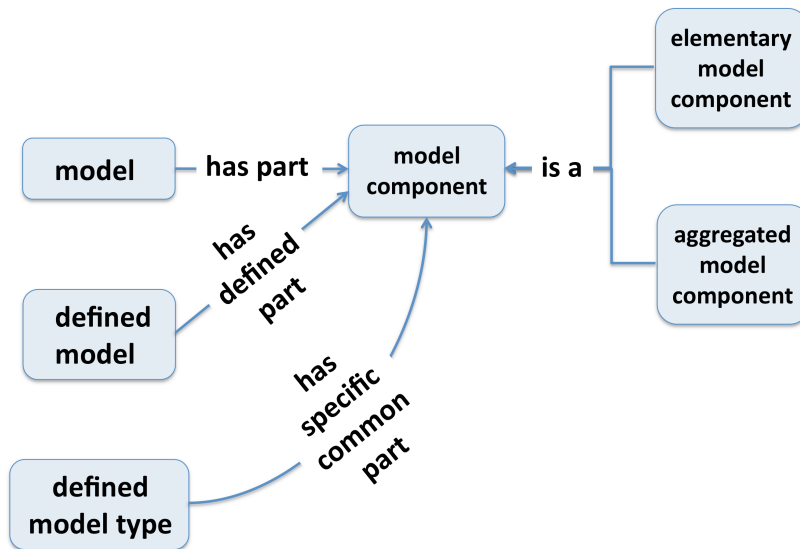 elementary
model
component
model
has part
model
component
is a
has
defined
part
aggregated
model
component
defined
model
has
specific
common
part
defined
model type